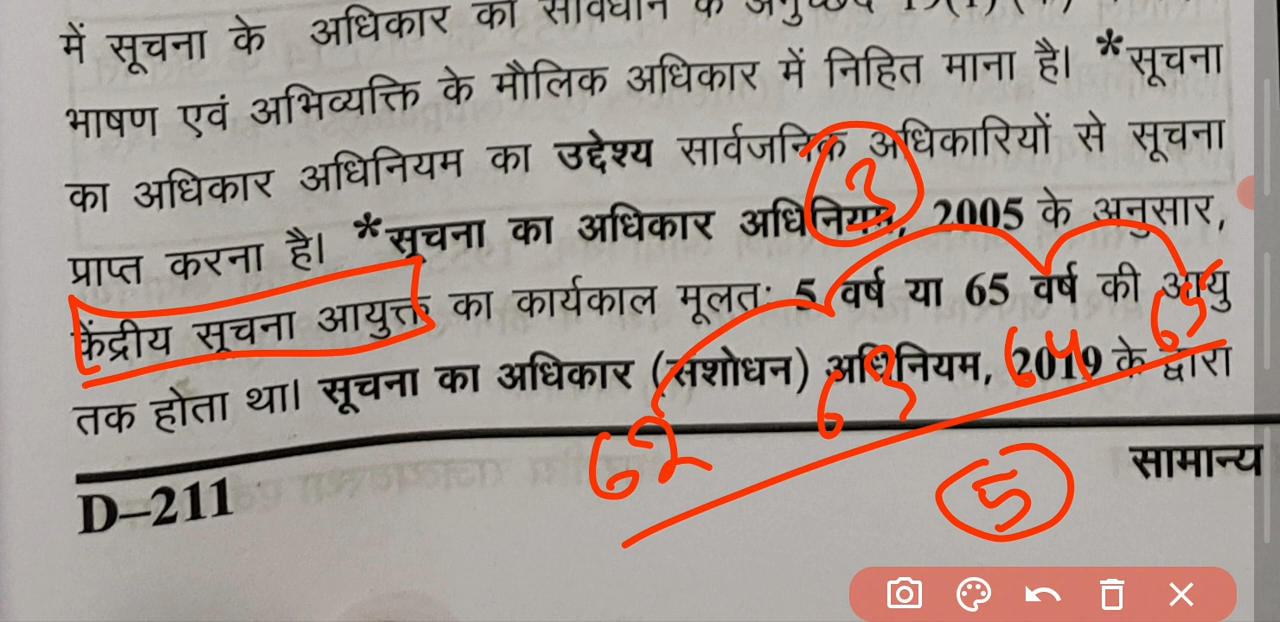 में सूचना के अधिकार को संविधान के अनुच्छेद 19(1)
भाषण एवं अभिव्यक्ति के मौलिक अधिकार में निहित माना है। *सूचना
का अधिकार अधिनियम का उद्देश्य सार्वजनिक अधिकारियों से सूचना
3
प्राप्त करना है। *सूचना का अधिकार अधिनियम, 2005 के अनुसार,
केंद्रीय सूचना आयुक्त का कार्यकाल मूलतः 5 वर्ष या 65 वर्ष की आयु
62 63 64 65
तक होता था। सूचना का अधिकार (संशोधन) अधिनियम, 2019 के द्वारा
5
सामान्य
D–211